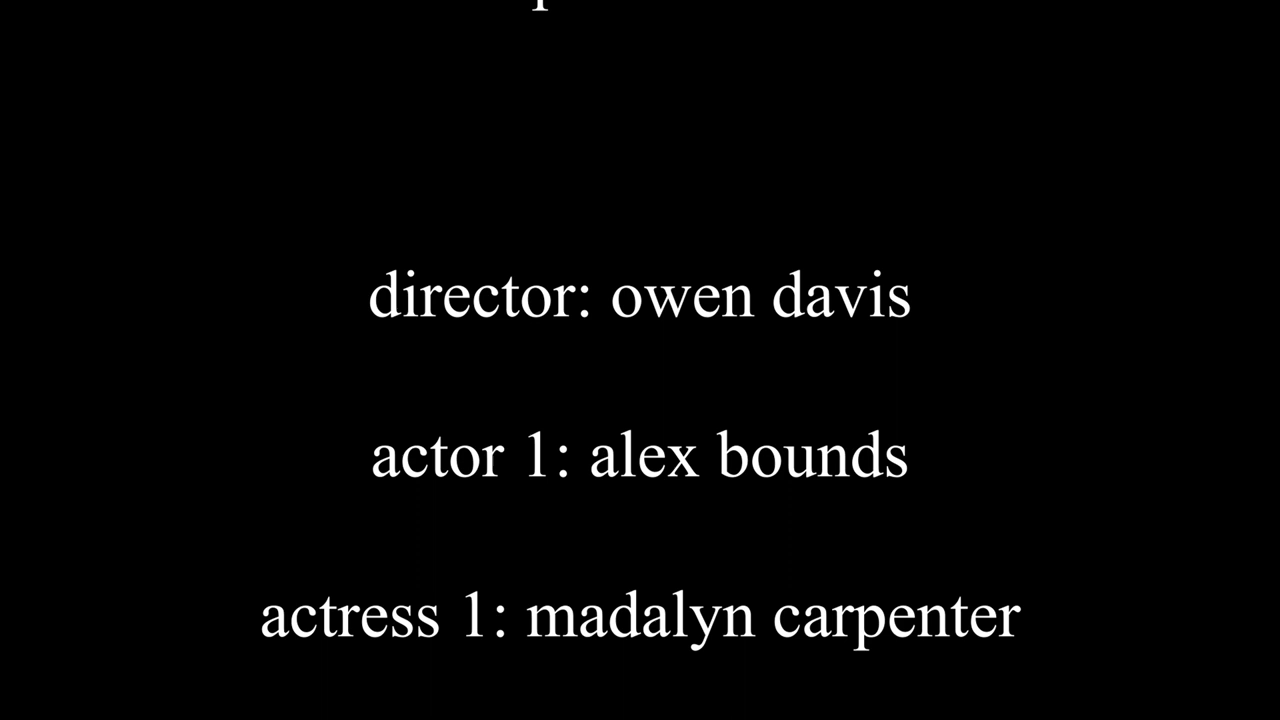 director: owen davis
actor 1: alex bounds
actress 1: madalyn carpenter